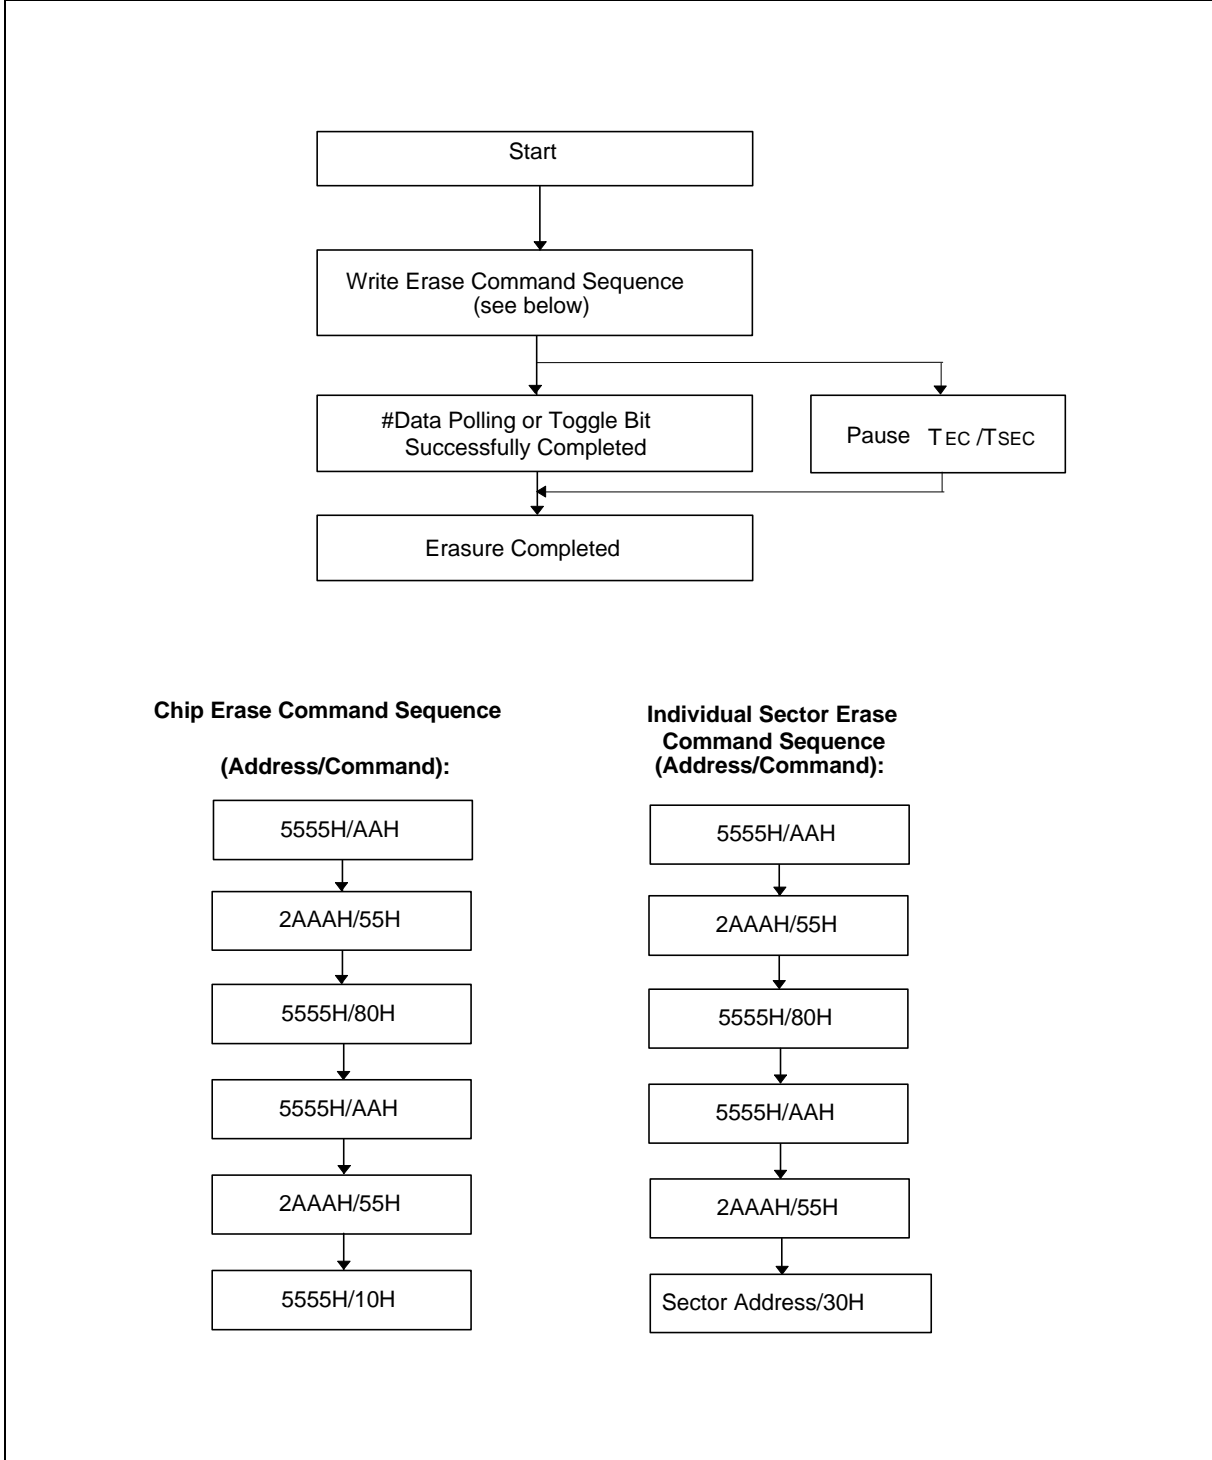 Start
Write Erase Command Sequence
(see below)
#Data Polling or Toggle Bit
Successfully Completed
Pause TEC /TSEC
Erasure Completed
Chip Erase Command Sequence
(Address/Command):
5555H/AAH
2AAAH/55H
5555H/80H
5555H/AAH
2AAAH/55H
5555H/10H
Individual Sector Erase
Command Sequence
(Address/Command):
5555H/AAH
2AAAH/55H
5555H/80H
5555H/AAH
2AAAH/55H
Sector Address/30H